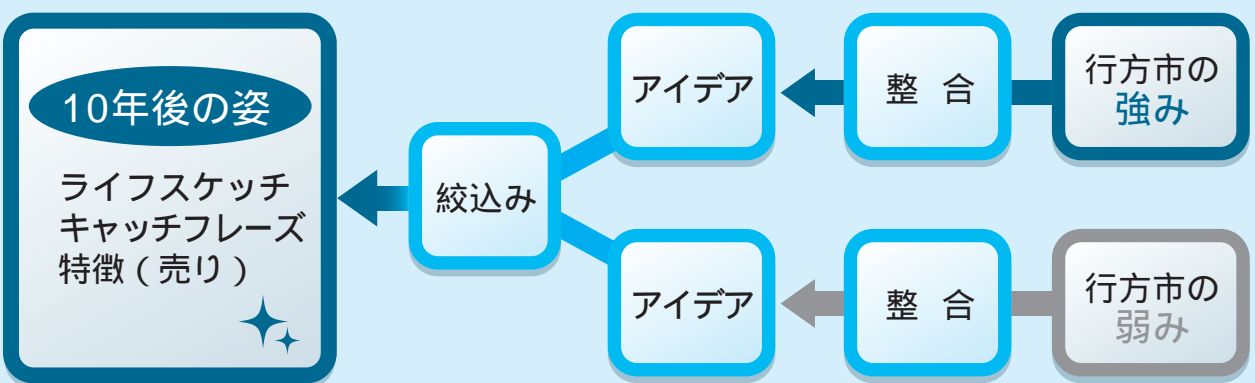 10年後の姿
ライフスケッチ
キャッチフレーズ
特徴（売り）
絞込み
アイデア
整 合
行方市の
強み
アイデア
整 合
行方市の
弱み